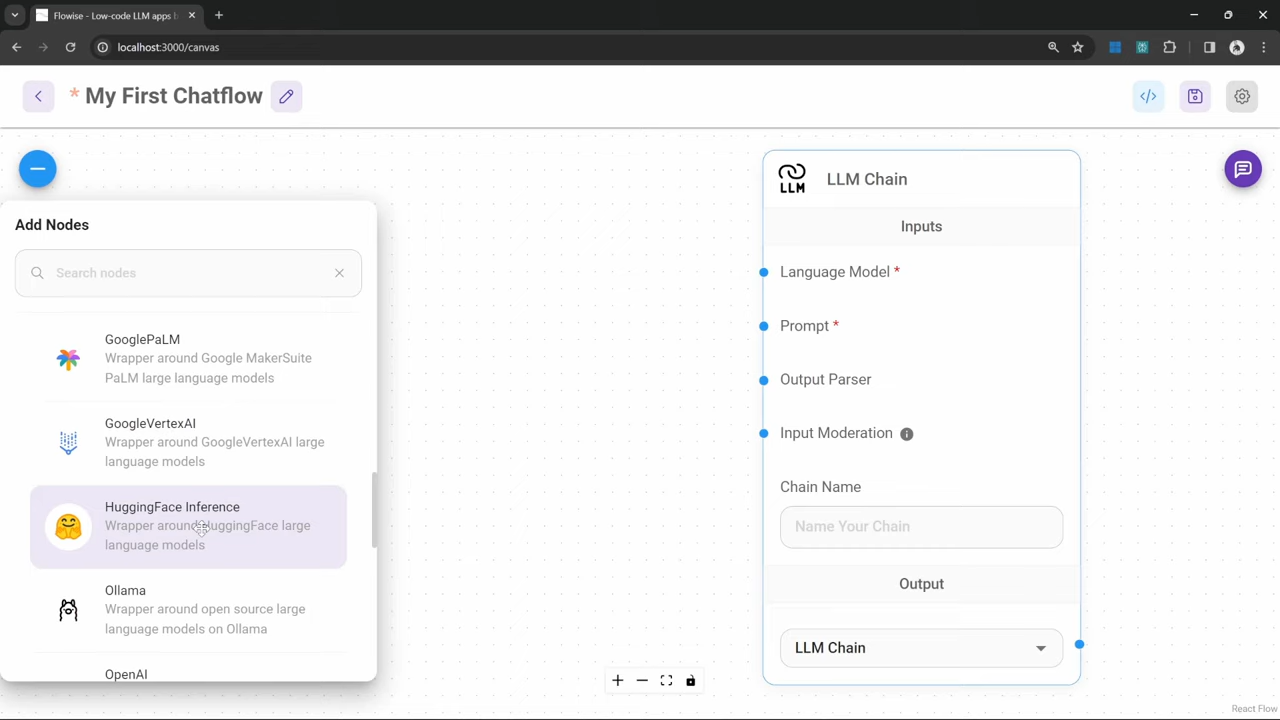 Flowise - Low-code LLM apps b
localhost:3000/canvas
* My First Chatflow
Add Nodes
Search nodes
GooglePaLM
Wrapper around Google MakerSuite
PaLM large language models
GoogleVertexAI
Wrapper around GoogleVertexAI large
language models
HuggingFace Inference
Wrapper around HuggingFace large
language models
Ollama
Wrapper around open source large
language models on Ollama
OpenAI
LLM
LLM Chain
Inputs
Language Model *
Prompt *
Output Parser
Input Moderation
Chain Name
Name Your Chain
Output
LLM Chain
React Flow